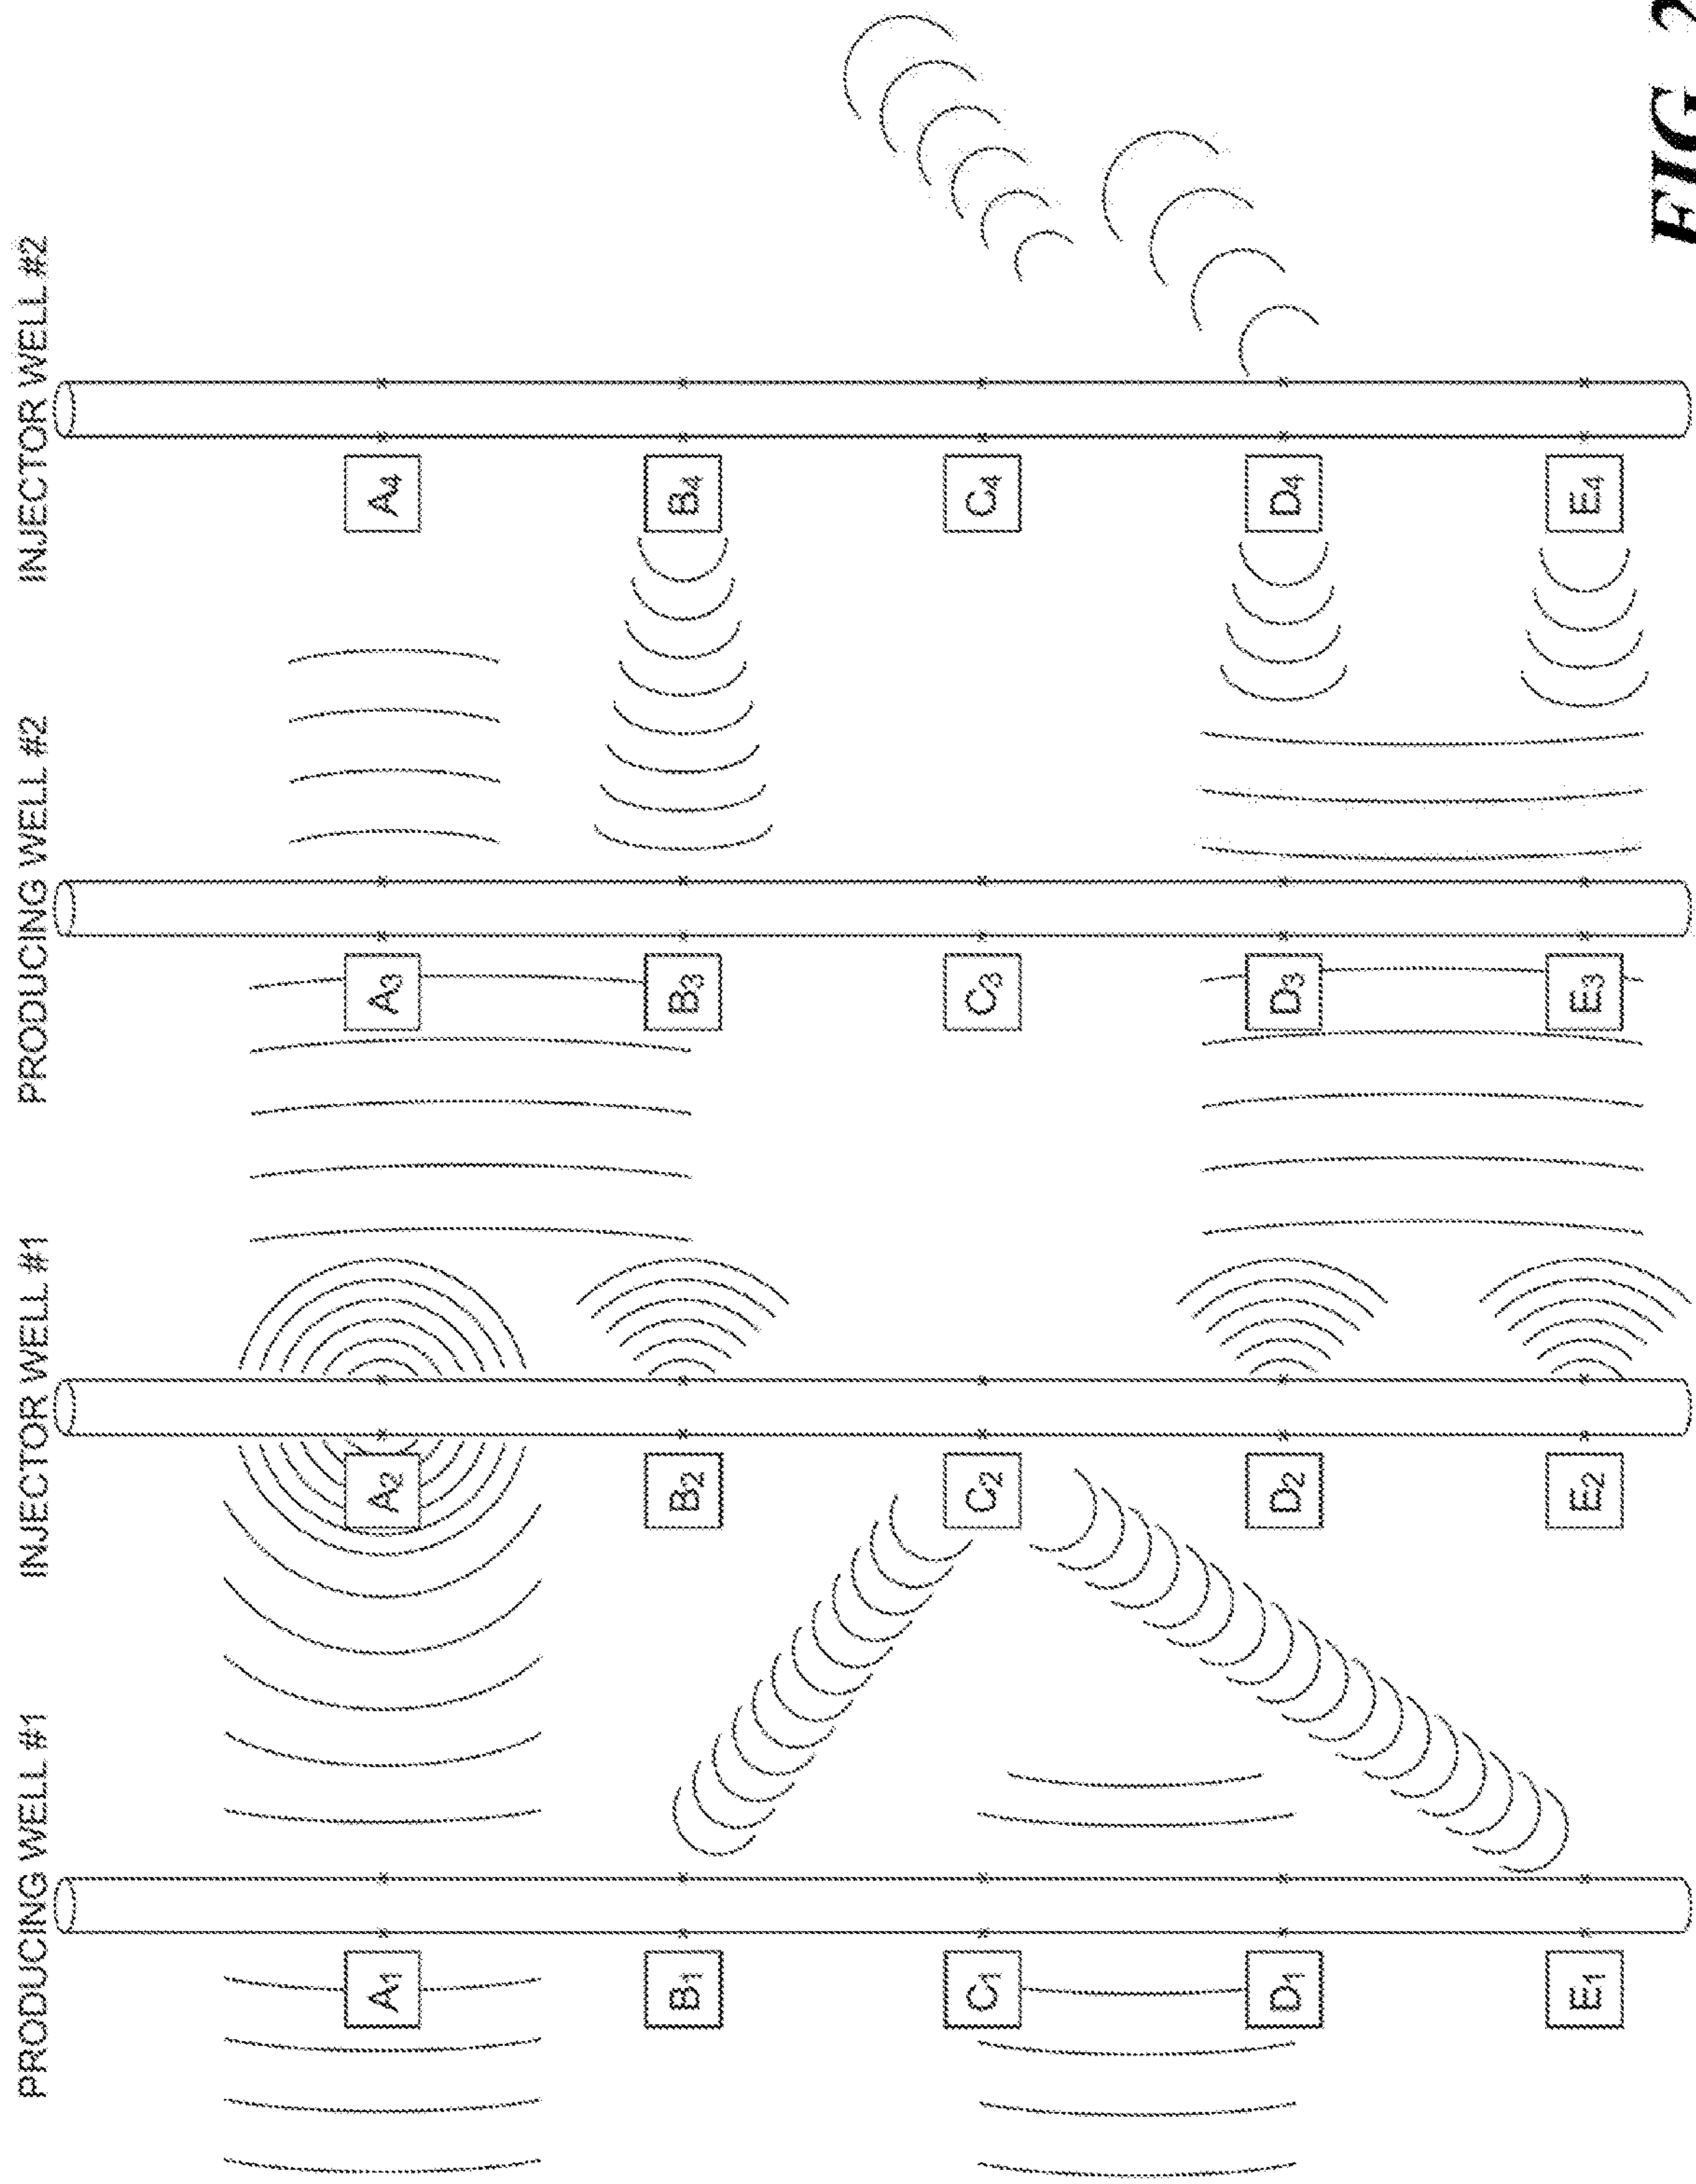 PRODUCING WELL #1
INJECTOR WELL #1
PRODUCING WELL #2
INJECTOR WELL #2
A1
A2
A3
A4
B1
B2
B3
B4
C1
C2
C3
C4
D1
D2
D3
D4
E1
E2
E3
E4
FIG. 2